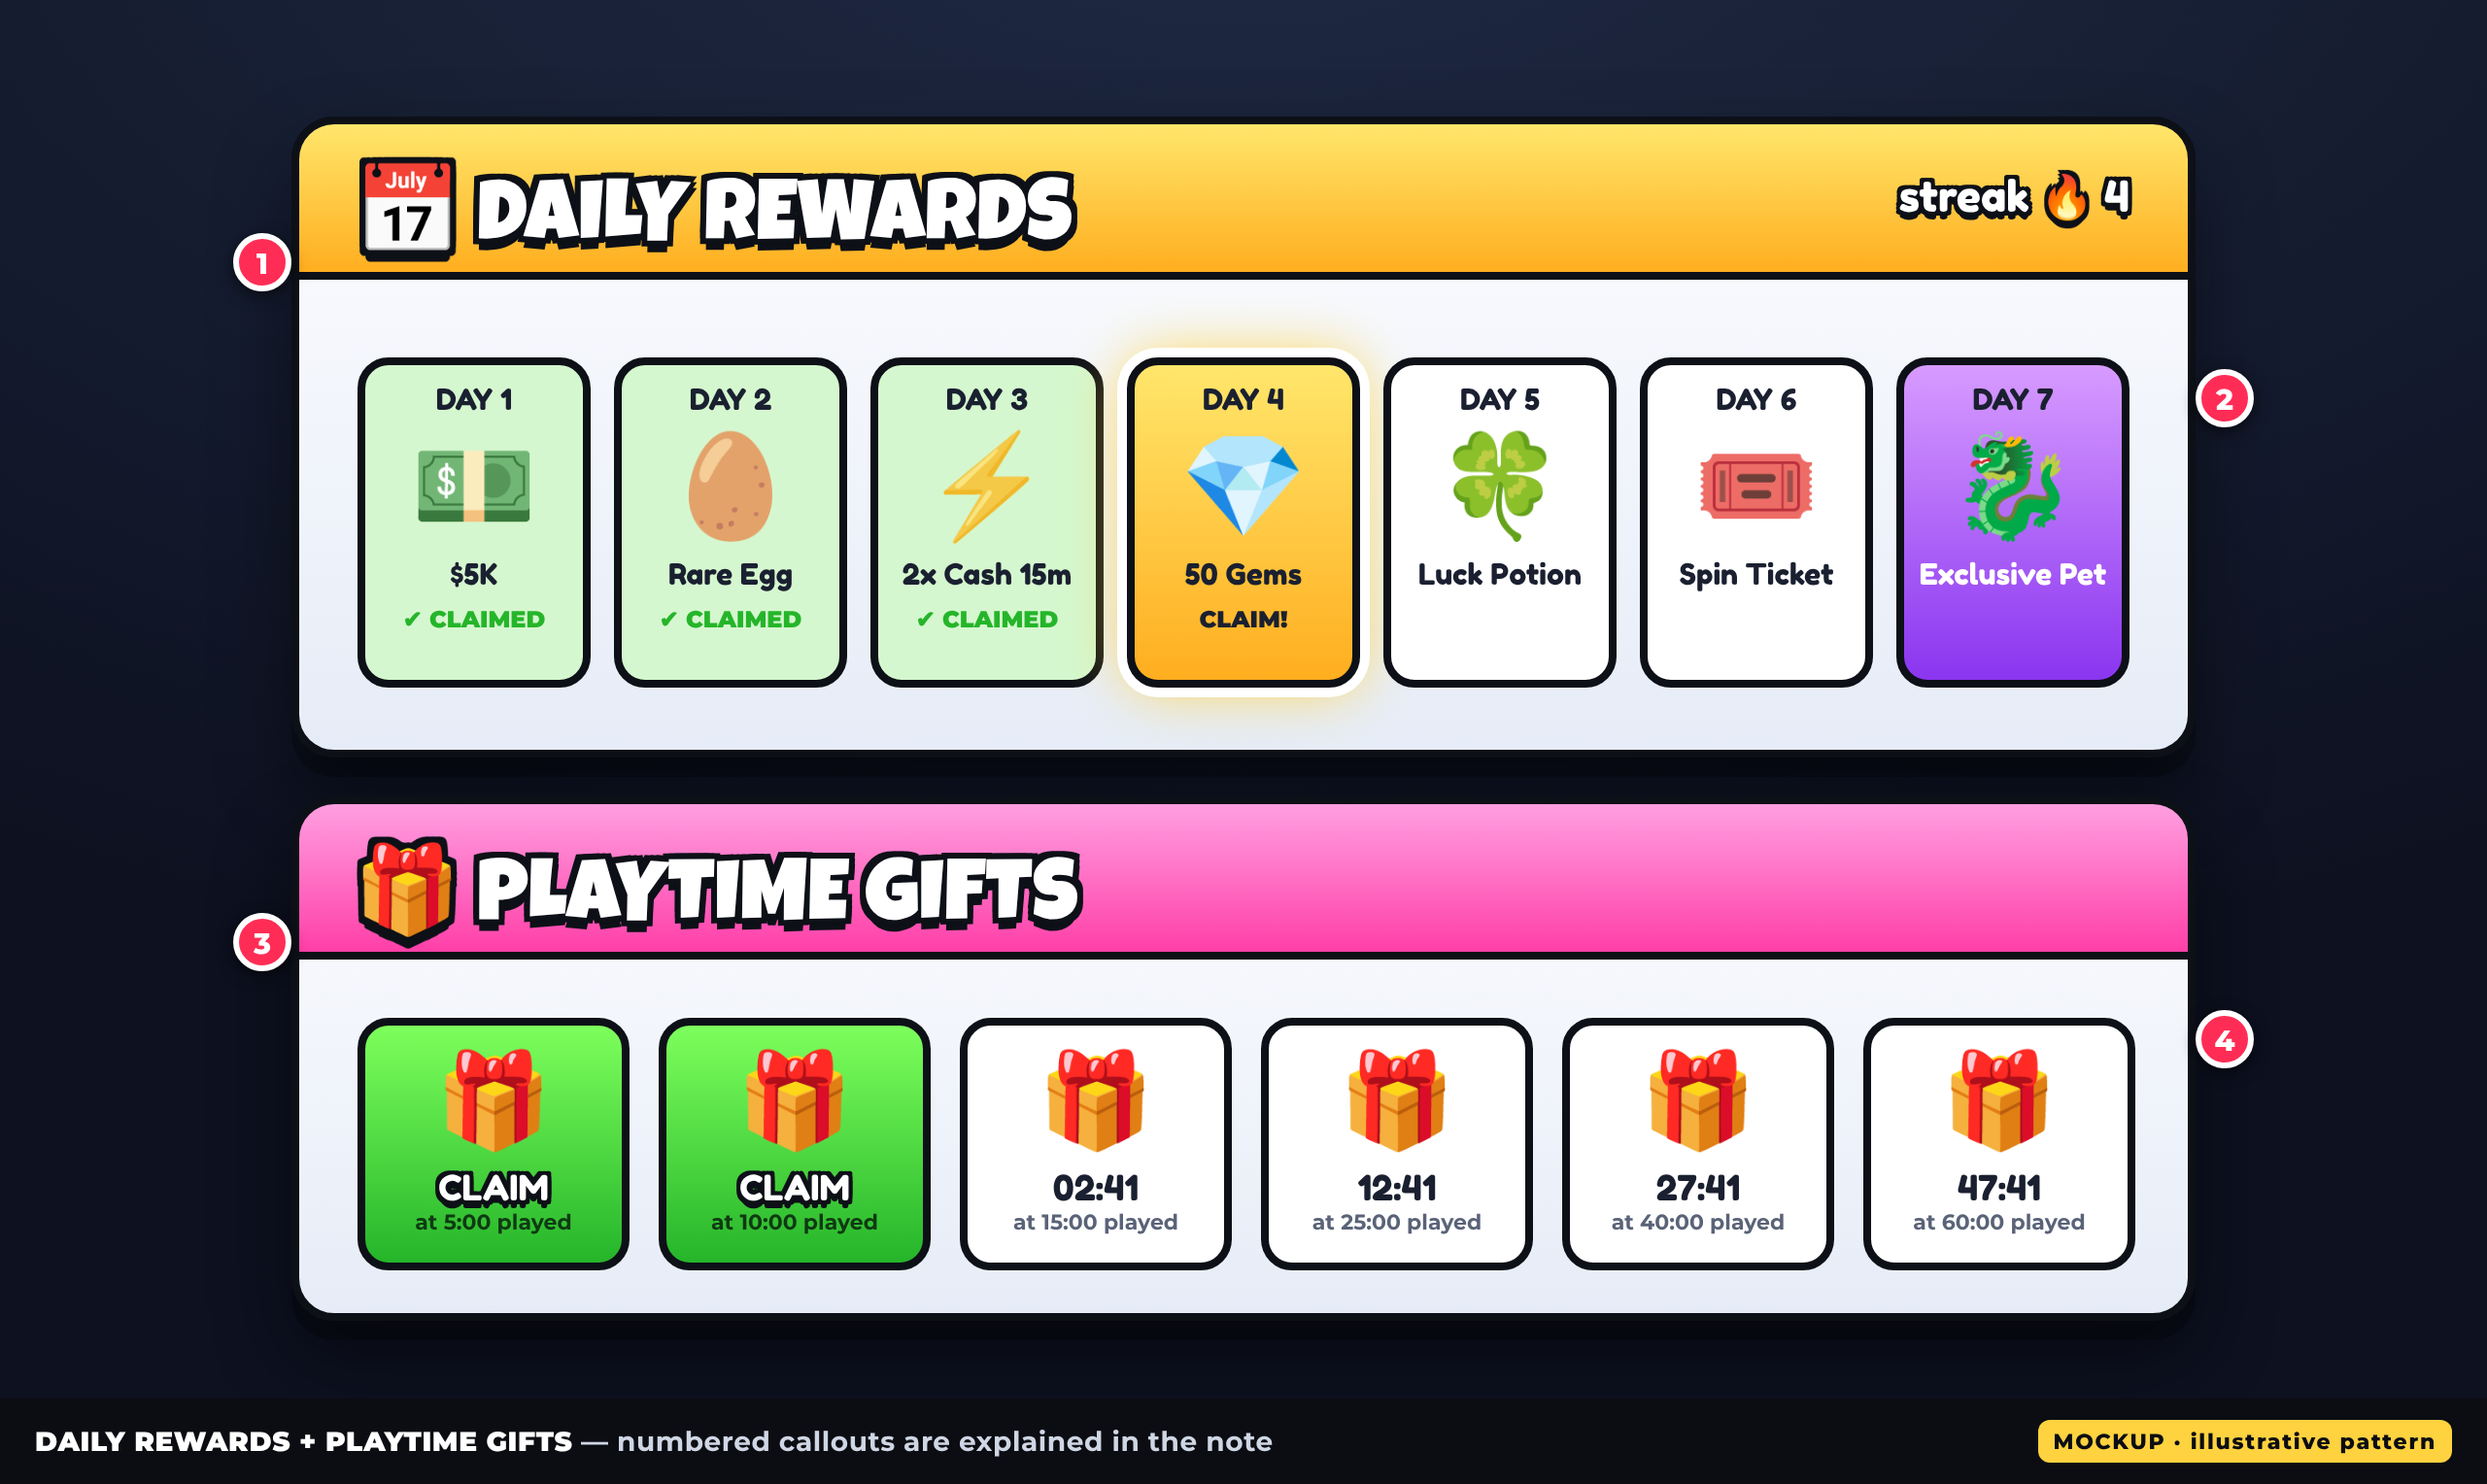 July
17
DAILY REWARDS
streak 🔥 4
1
DAY 1
$5K
✔ CLAIMED
DAY 2
Rare Egg
✔ CLAIMED
DAY 3
2x Cash 15m
✔ CLAIMED
DAY 4
50 Gems
CLAIM!
DAY 5
Luck Potion
DAY 6
Spin Ticket
DAY 7
Exclusive Pet
2
PLAYTIME GIFTS
3
CLAIM
at 5:00 played
CLAIM
at 10:00 played
02:41
at 15:00 played
12:41
at 25:00 played
27:41
at 40:00 played
47:41
at 60:00 played
4
DAILY REWARDS + PLAYTIME GIFTS — numbered callouts are explained in the note
MOCKUP · illustrative pattern